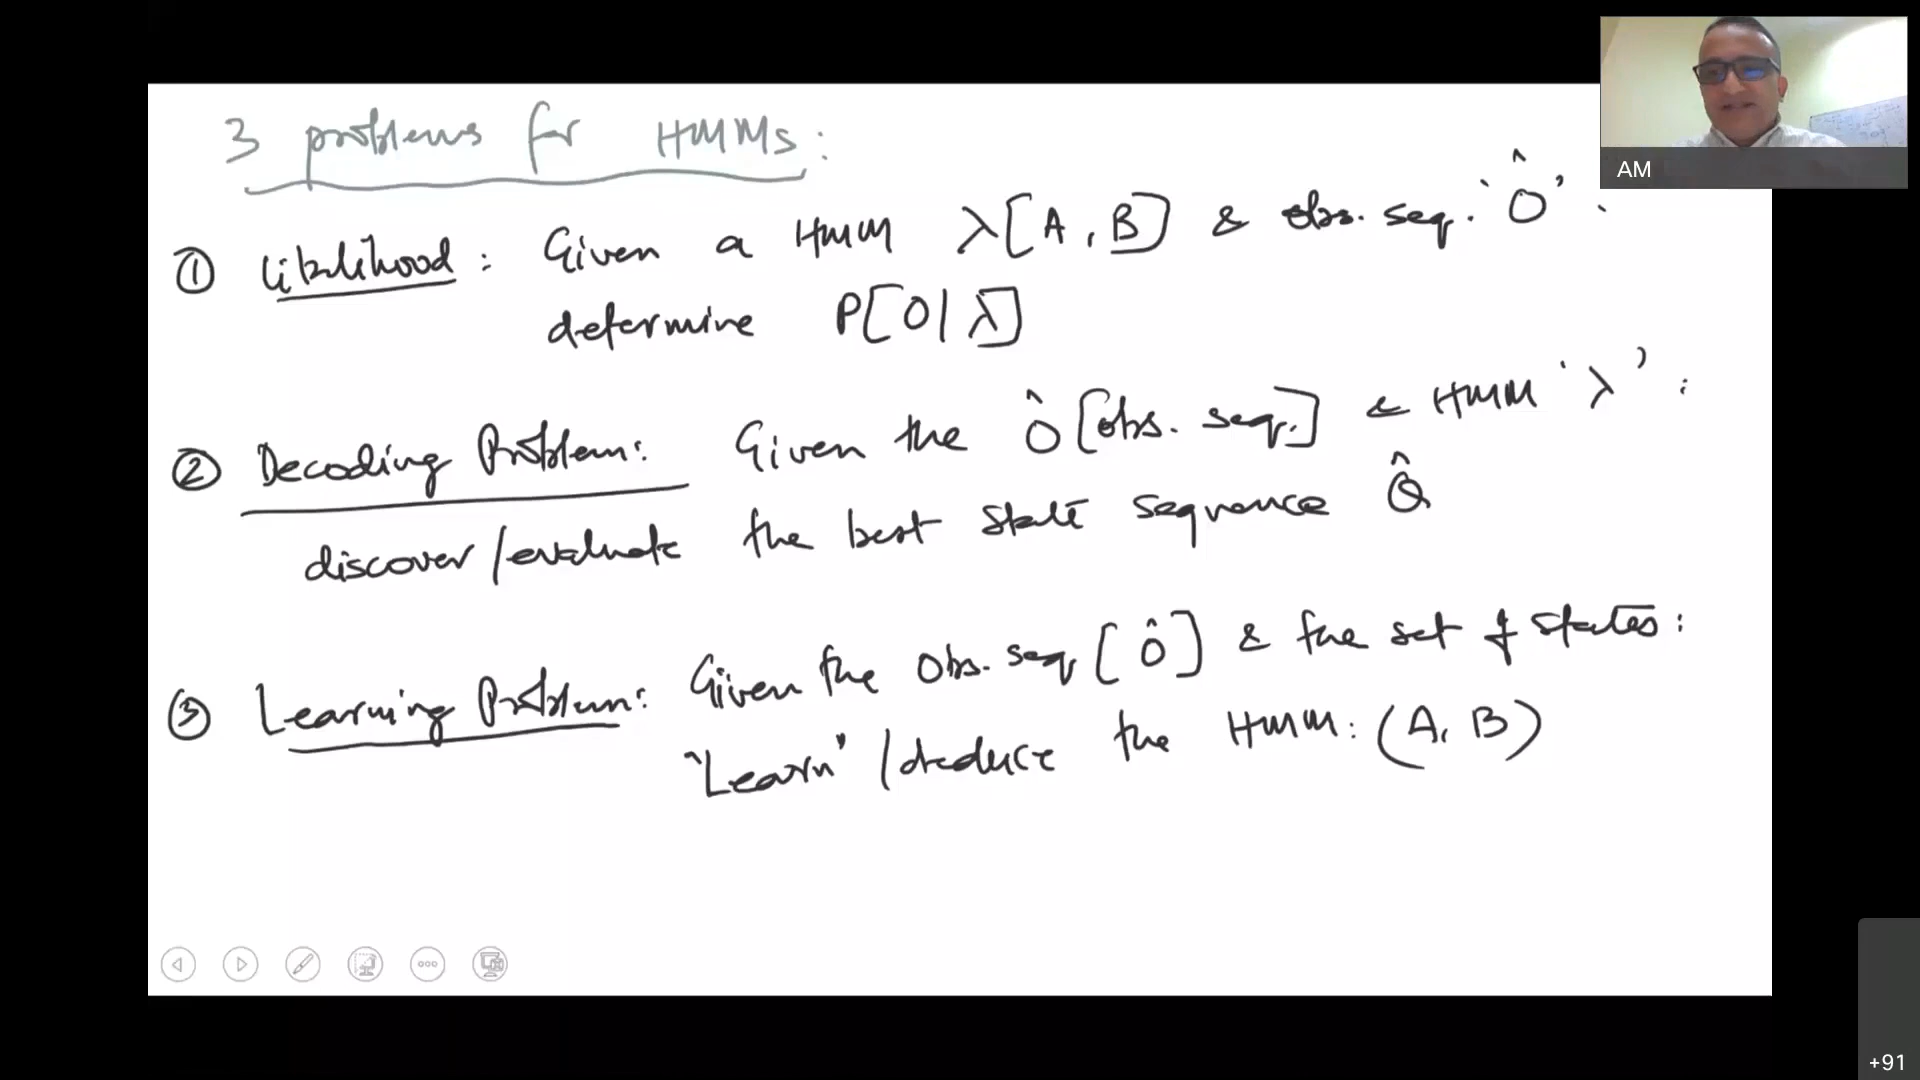 3 problems for HMMs:
① Likelihood: Given a HMM λ[A, B] & obs. seq. 'Ô':
determine P[O|λ]
② Decoding Problem: Given the Ô [obs. seq.] & HMM 'λ':
discover/evaluate the best state sequence Q̂
③ Learning Problem: Given the Obs. seq [Ô] & the set of states:
"Learn"/deduce the HMM: (A, B)
AM
+91